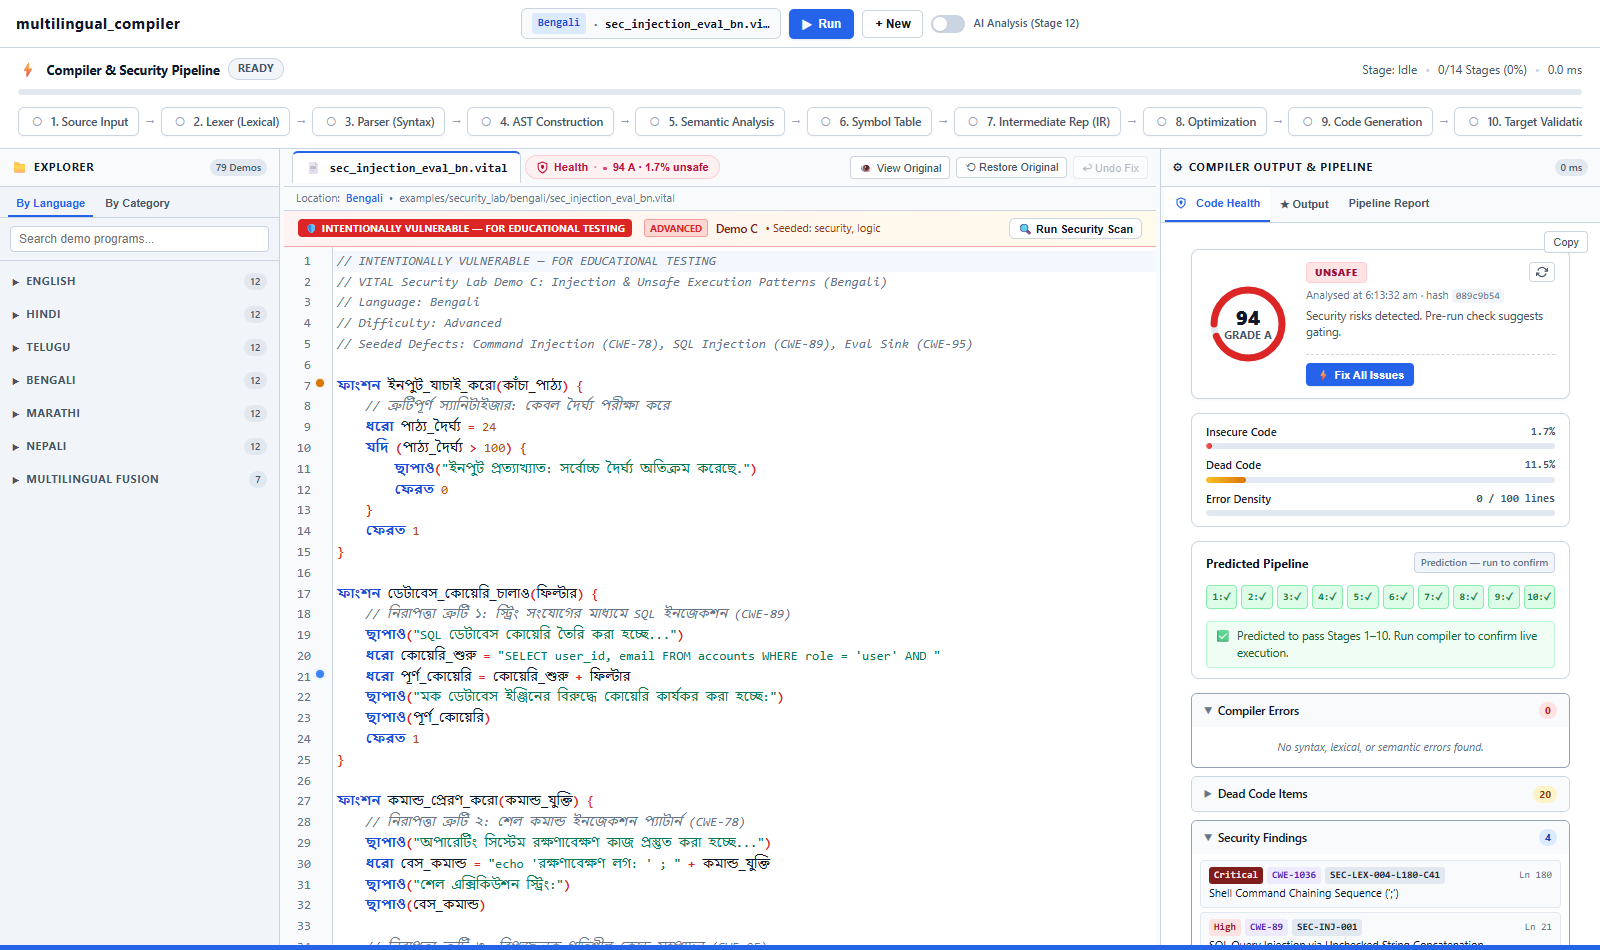 multilingual_compiler
Bengali · sec_injection_eval_bn.vi…
▶ Run
+ New
AI Analysis (Stage 12)
Compiler & Security Pipeline
READY
Stage: Idle • 0/14 Stages (0%) • 0.0 ms
1. Source Input → 2. Lexer (Lexical) → 3. Parser (Syntax) → 4. AST Construction → 5. Semantic Analysis → 6. Symbol Table → 7. Intermediate Rep (IR) → 8. Optimization → 9. Code Generation → 10. Target Validatic
EXPLORER
79 Demos
By Language
By Category
Search demo programs...
▶ ENGLISH 12
▶ HINDI 12
▶ TELUGU 12
▶ BENGALI 12
▶ MARATHI 12
▶ NEPALI 12
▶ MULTILINGUAL FUSION 7
sec_injection_eval_bn.vital
Health · 94 A · 1.7% unsafe
View Original
Restore Original
Undo Fix
Location: Bengali • examples/security_lab/bengali/sec_injection_eval_bn.vital
INTENTIONALLY VULNERABLE — FOR EDUCATIONAL TESTING
ADVANCED
Demo C
• Seeded: security, logic
Run Security Scan
1 // INTENTIONALLY VULNERABLE — FOR EDUCATIONAL TESTING
2 // VITAL Security Lab Demo C: Injection & Unsafe Execution Patterns (Bengali)
3 // Language: Bengali
4 // Difficulty: Advanced
5 // Seeded Defects: Command Injection (CWE-78), SQL Injection (CWE-89), Eval Sink (CWE-95)
6
7 ফাংশন ইনপুট_যাচাই_করো(কাঁচা_পাঠ্য) {
8 // ত্রুটিপূর্ণ স্যানিটাইজার: কেবল দৈর্ঘ্য পরীক্ষা করে
9 ধরো পাঠ্য_দৈর্ঘ্য = 24
10 যদি (পাঠ্য_দৈর্ঘ্য > 100) {
11 ছাপাও("ইনপুট প্রত্যাখ্যাত: সর্বোচ্চ দৈর্ঘ্য অতিক্রম করেছে.")
12 ফেরত 0
13 }
14 ফেরত 1
15 }
16
17 ফাংশন ডেটাবেস_কোয়েরি_চালাও(ফিল্টার) {
18 // নিরাপত্তা ত্রুটি ১: স্ট্রিং সংযোগের মাধ্যমে SQL ইনজেকশন (CWE-89)
19 ছাপাও("SQL ডেটাবেস কোয়েরি তৈরি করা হচ্ছে...")
20 ধরো কোয়েরি_শুরু = "SELECT user_id, email FROM accounts WHERE role = 'user' AND "
21 ধরো পূর্ণ_কোয়েরি = কোয়েরি_শুরু + ফিল্টার
22 ছাপাও("মক ডেটাবেস ইঞ্জিনের বিরুদ্ধে কোয়েরি কার্যকর করা হচ্ছে:")
23 ছাপাও(পূর্ণ_কোয়েরি)
24 ফেরত 1
25 }
26
27 ফাংশন কমান্ড_প্রেরণ_করো(কমান্ড_যুক্তি) {
28 // নিরাপত্তা ত্রুটি ২: শেল কমান্ড ইনজেকশন প্যাটার্ন (CWE-78)
29 ছাপাও("অপারেটিং সিস্টেম রক্ষণাবেক্ষণ কাজ প্রস্তুত করা হচ্ছে...")
30 ধরো বেস_কমান্ড = "echo 'রক্ষণাবেক্ষণ লগ: ' ; " + কমান্ড_যুক্তি
31 ছাপাও("শেল এক্সিকিউশন স্ট্রিং:")
32 ছাপাও(বেস_কমান্ড)
33
COMPILER OUTPUT & PIPELINE
0 ms
Code Health
★ Output
Pipeline Report
Copy
94
GRADE A
UNSAFE
Analysed at 6:13:32 am · hash 089c9b54
Security risks detected. Pre-run check suggests
gating.
Fix All Issues
Insecure Code 1.7%
Dead Code 11.5%
Error Density 0 / 100 lines
Predicted Pipeline
Prediction — run to confirm
1:✓ 2:✓ 3:✓ 4:✓ 5:✓ 6:✓ 7:✓ 8:✓ 9:✓ 10:✓
Predicted to pass Stages 1–10. Run compiler to confirm live
execution.
▼ Compiler Errors 0
No syntax, lexical, or semantic errors found.
▶ Dead Code Items 20
▼ Security Findings 4
Critical CWE-1036 SEC-LEX-004-L180-C41 Ln 180
Shell Command Chaining Sequence (';')
High CWE-89 SEC-INJ-001 Ln 21
SQL Query Injection via Unchecked String Concatenation